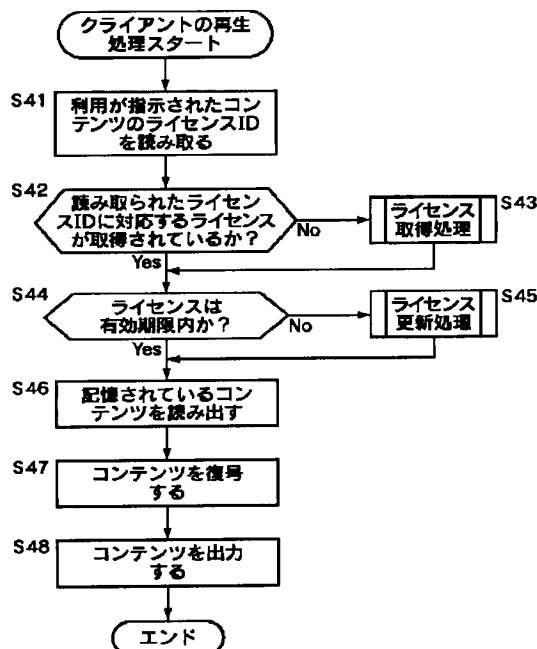 クライアントの再生
処理スタート
S41
利用が指示されたコン
テンツのライセンスID
を読み取る
S42
読み取られたライセン
スIDに対応するライセンス
が取得されているか?
No
Yes
ライセンス
取得処理
S43
S44
ライセンスは
有効期限内か?
No
Yes
ライセンス
更新処理
S45
S46
記憶されているコン
テンツを読み出す
S47
コンテンツを復号
する
S48
コンテンツを出力
する
エンド